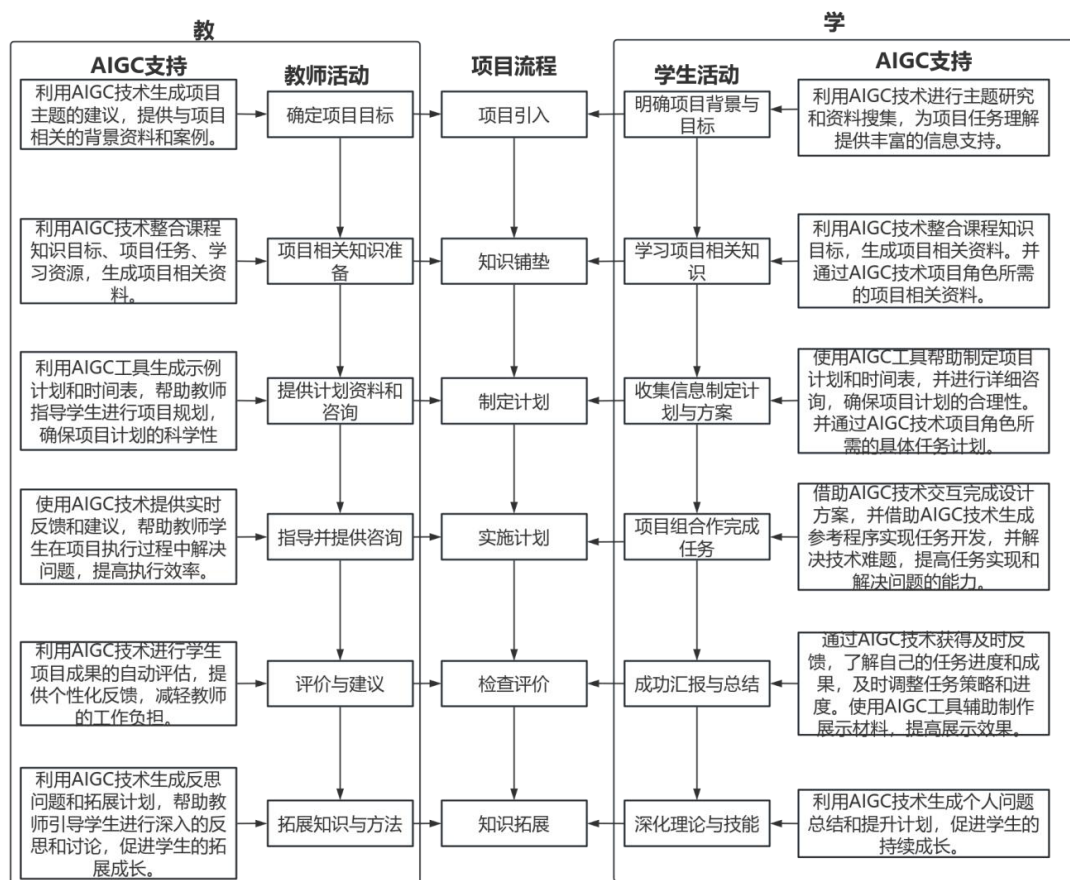 教
学
AIGC支持
教师活动
项目流程
学生活动
AIGC支持
利用AIGC技术生成项目
主题的建议，提供与项目
相关的背景资料和案例。
确定项目目标
项目引入
明确项目背景与
目标
利用AIGC技术进行主题研究
和资料搜集，为项目任务理解
提供丰富的信息支持。
利用AIGC技术整合课程
知识目标、项目任务、学
习资源，生成项目相关资
料。
项目相关知识准
备
知识铺垫
学习项目相关知
识
利用AIGC技术整合课程知识
目标，生成项目相关资料。并
通过AIGC技术项目角色所需
的项目相关资料。
利用AIGC工具生成示例
计划和时间表，帮助教师
指导学生进行项目规划，
确保项目计划的科学性
提供计划资料和
咨询
制定计划
收集信息制定计
划与方案
使用AIGC工具帮助制定项目
计划和时间表，并进行详细咨
询，确保项目计划的合理性。
并通过AIGC技术项目角色所
需的具体任务计划。
使用AIGC技术提供实时
反馈和建议，帮助教师学
生在项目执行过程中解决
问题，提高执行效率。
指导并提供咨询
实施计划
项目组合作完成
任务
借助AIGC技术交互完成设计
方案，并借助AIGC技术生成
参考程序实现任务开发，并解
决技术难题，提高任务实现和
解决问题的能力。
利用AIGC技术进行学生
项目成果的自动评估，提
供个性化反馈，减轻教师
的工作负担。
评价与建议
检查评价
成功汇报与总结
通过AIGC技术获得及时反
馈，了解自己的任务进度和成
果，及时调整任务策略和进
度。使用AIGC工具辅助制作
展示材料，提高展示效果。
利用AIGC技术生成反思
问题和拓展计划，帮助教
师引导学生进行深入的反
思和讨论，促进学生的拓
展成长。
拓展知识与方法
知识拓展
深化理论与技能
利用AIGC技术生成个人问题
总结和提升计划，促进学生的
持续成长。